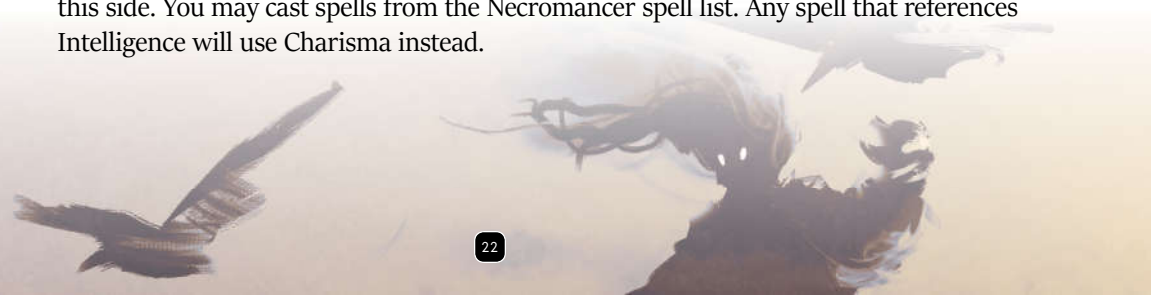 this side. You may cast spells from the Necromancer spell list. Any spell that references
Intelligence will use Charisma instead.
22